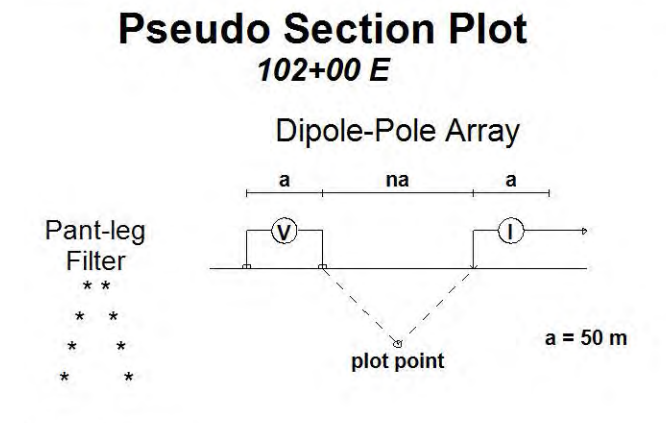 Pseudo Section Plot
102+00 E
Dipole-Pole Array
a na a
Pant-leg
Filter
* *
* *
* *
* *
V I
plot point
a = 50 m